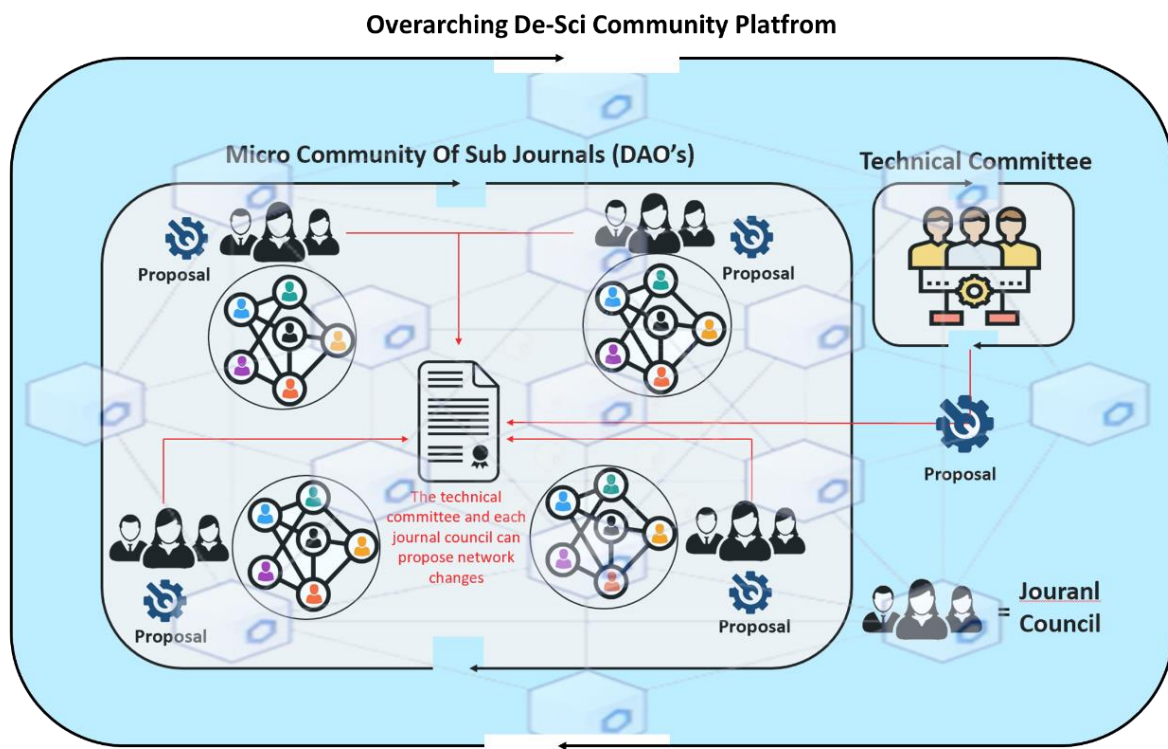 Overarching De-Sci Community Platfrom
Micro Community Of Sub Journals (DAO's)
Technical Committee
Proposal
Proposal
The technical
committee and each
journal council can
propose network
changes
Proposal
Proposal
Proposal
=
Jouranl
Council